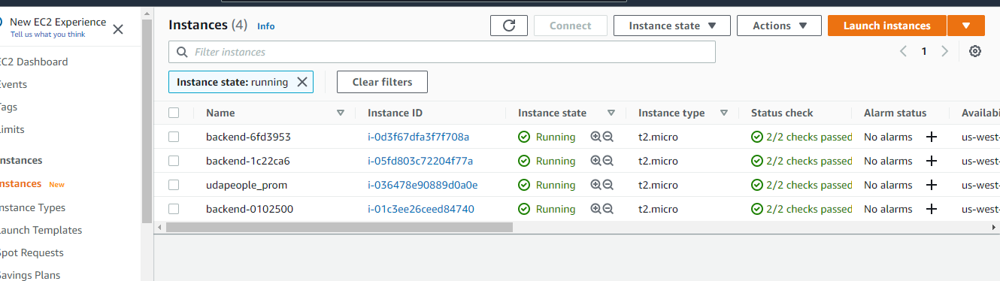 New EC2 Experience
Tell us what you think
EC2 Dashboard
Events
Tags
Limits
Instances
Instances New
Instance Types
Launch Templates
Spot Requests
Savings Plans
Instances (4) Info
Connect
Instance state
Actions
Launch instances
Filter instances
1
Instance state: running
Clear filters
Name Instance ID Instance state Instance type Status check Alarm status Availabi
backend-6fd3953 i-0d3f67dfa3f7f708a Running t2.micro 2/2 checks passed No alarms us-west-
backend-1c22ca6 i-05fd803c72204f77a Running t2.micro 2/2 checks passed No alarms us-west-
udapeople_prom i-036478e90889d0a0e Running t2.micro 2/2 checks passed No alarms us-west-
backend-0102500 i-01c3ee26ceed84740 Running t2.micro 2/2 checks passed No alarms us-west-